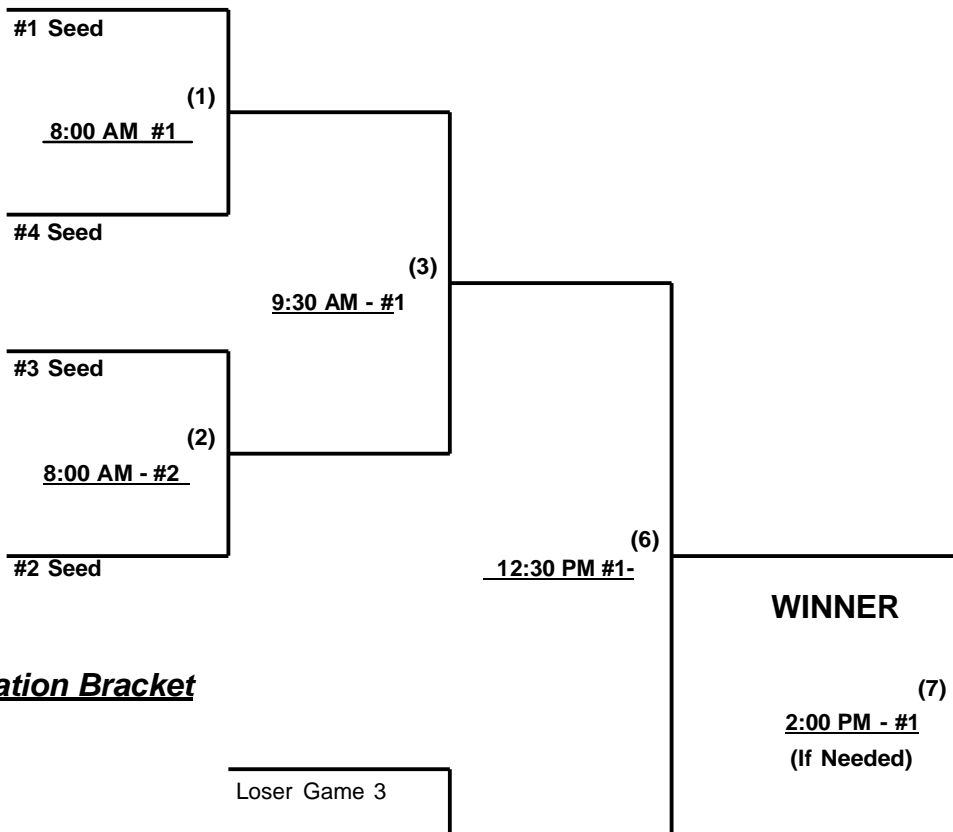 #1 Seed
(1)
8:00 AM #1
#4 Seed
(3)
9:30 AM - #1
#3 Seed
(2)
8:00 AM - #2
#2 Seed
(6)
12:30 PM #1-
WINNER
ation Bracket
(7)
2:00 PM - #1
(If Needed)
Loser Game 3